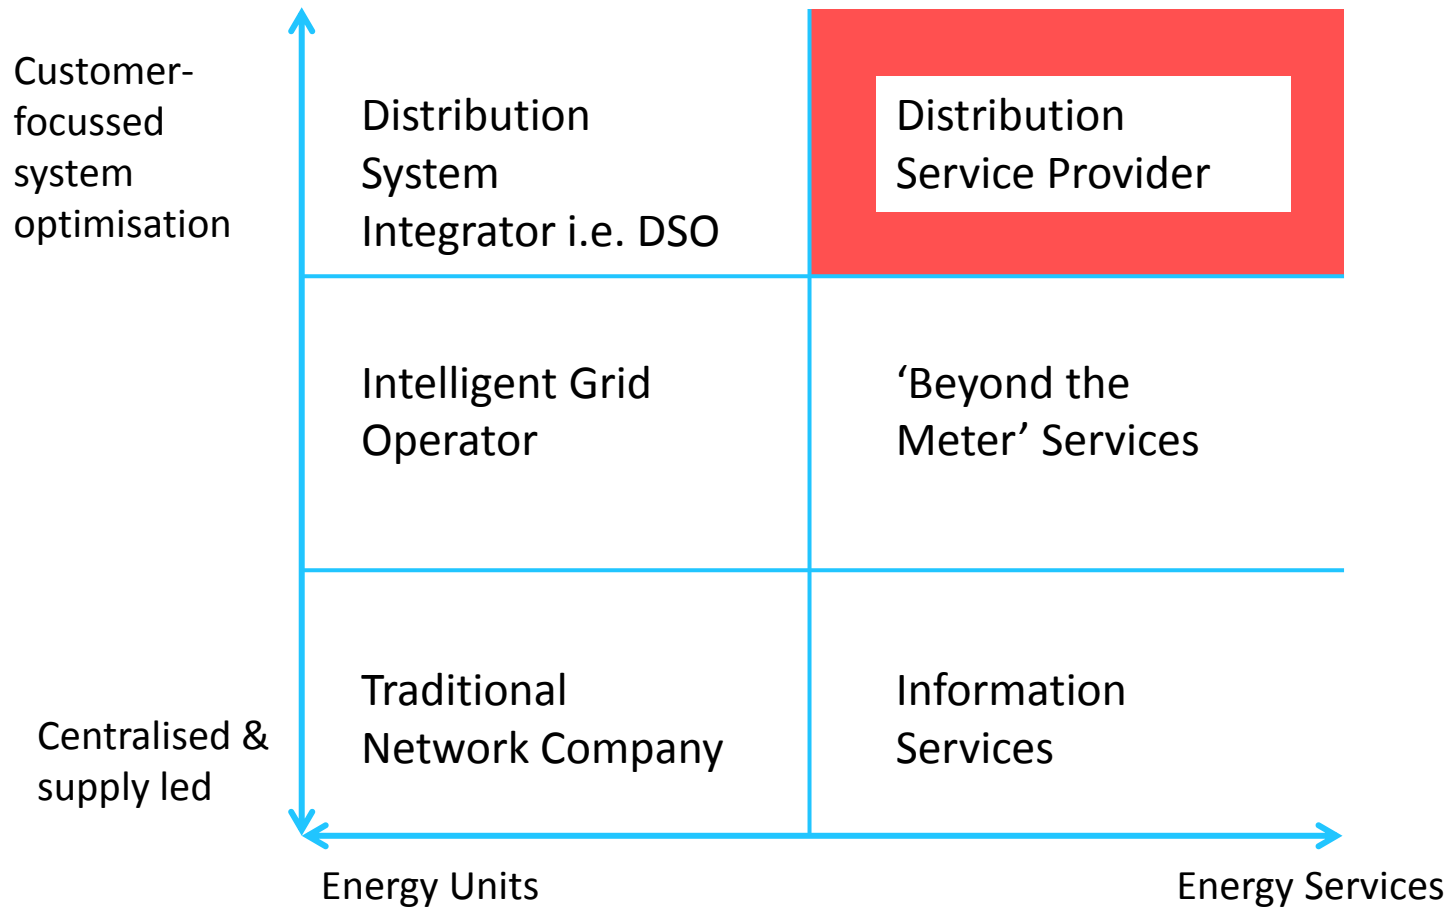 Customer-
focussed
system
optimisation
Distribution
System
Integrator i.e. DSO
Distribution
Service Provider
Intelligent Grid
Operator
‘Beyond the
Meter’ Services
Traditional
Network Company
Information
Services
Centralised &
supply led
Energy Units
Energy Services